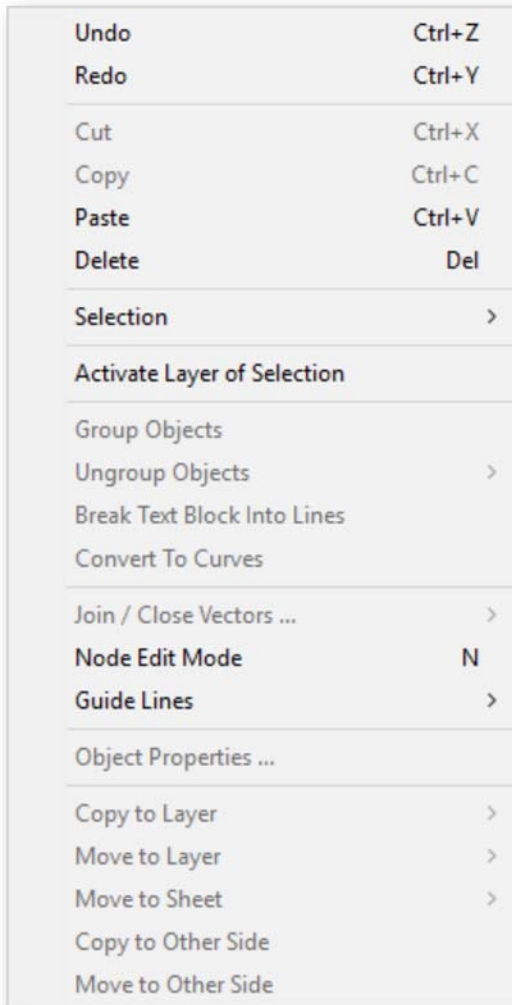 Undo Ctrl+Z
Redo Ctrl+Y
Cut Ctrl+X
Copy Ctrl+C
Paste Ctrl+V
Delete Del
Selection >
Activate Layer of Selection
Group Objects
Ungroup Objects >
Break Text Block Into Lines
Convert To Curves
Join / Close Vectors ... >
Node Edit Mode N
Guide Lines >
Object Properties ...
Copy to Layer >
Move to Layer >
Move to Sheet >
Copy to Other Side
Move to Other Side